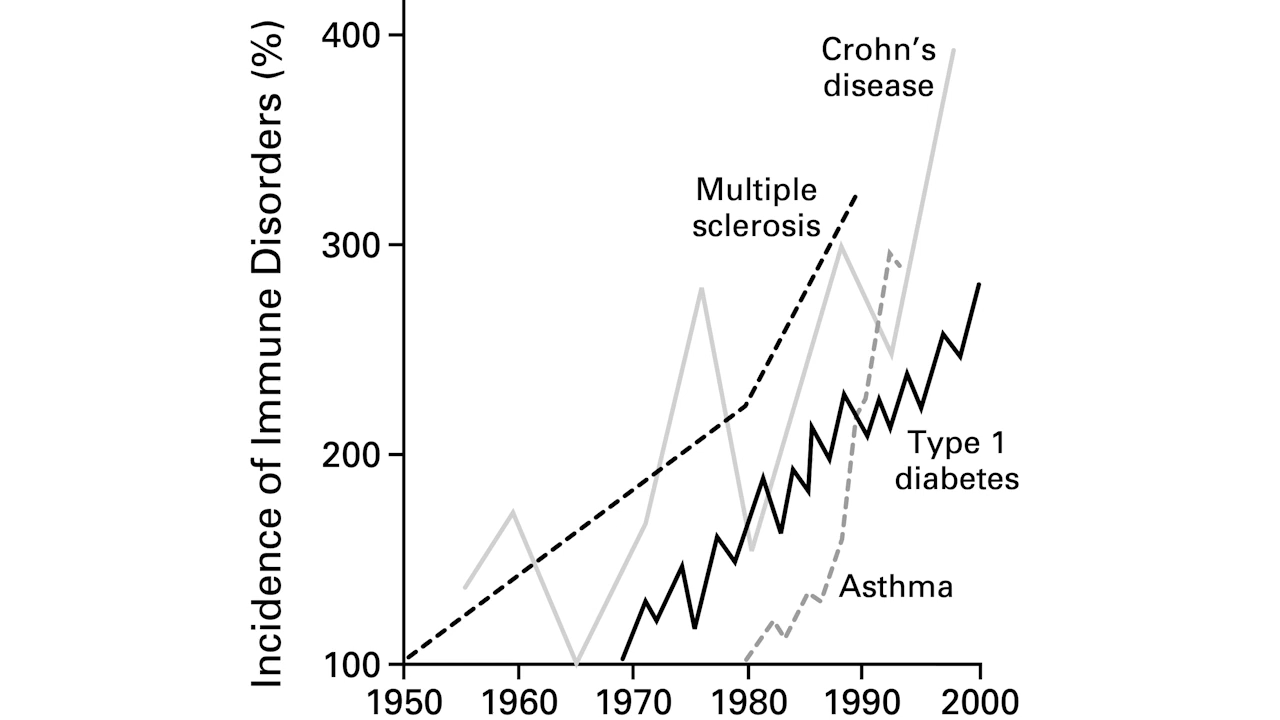 Incidence of Immune Disorders (%)
400
300
200
100
Crohn’s
disease
Multiple
sclerosis
Type 1
diabetes
Asthma
1950 1960 1970 1980 1990 2000